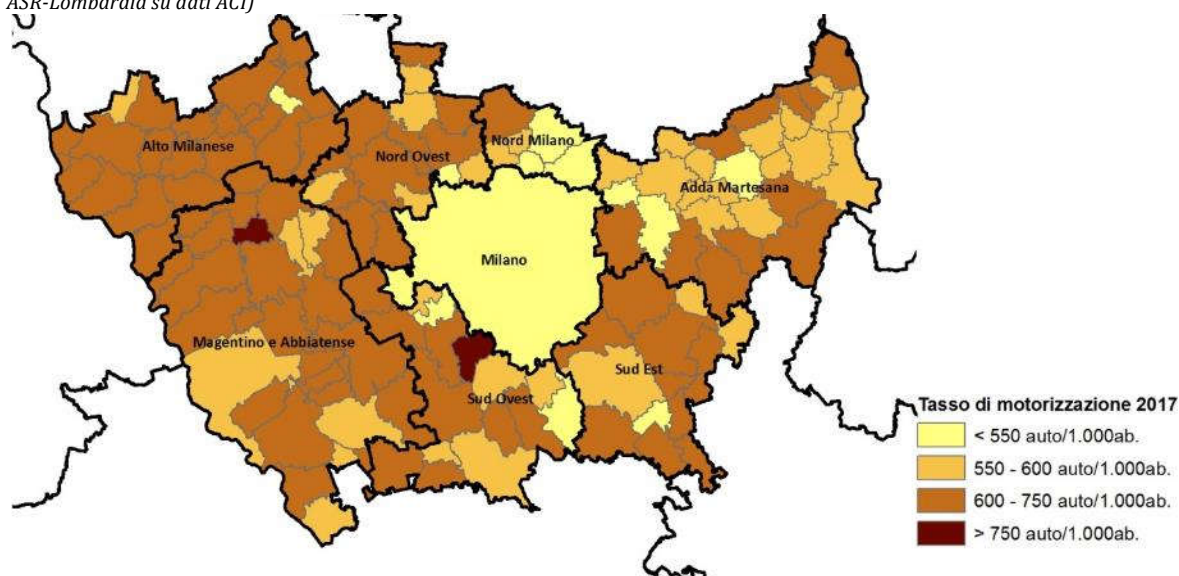 ASR-Lombardia su dati ACI)
Alto Milanese
Nord Ovest
Nord Milano
Adda Martesana
Milano
Magentino e Abbiatense
Sud Est
Sud Ovest
Tasso di motorizzazione 2017
< 550 auto/1.000ab.
550 - 600 auto/1.000ab.
600 - 750 auto/1.000ab.
> 750 auto/1.000ab.